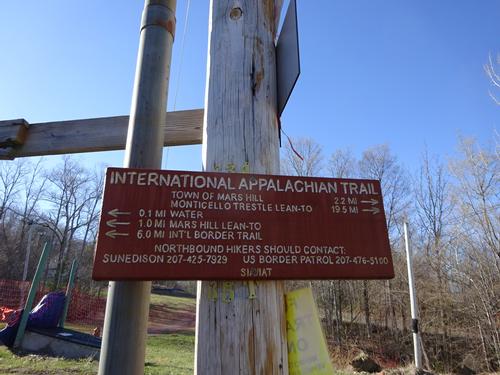 INTERNATIONAL APPALACHIAN TRAIL
TOWN OF MARS HILL 2.2 MI →
MONTICELLO TRESTLE LEAN-TO 19.5 MI →
← 0.1 MI WATER
← 1.0 MI MARS HILL LEAN-TO
← 6.0 MI INT'L BORDER TRAIL
NORTHBOUND HIKERS SHOULD CONTACT:
SUNEDISON 207-425-7929 US BORDER PATROL 207-476-5100
SIA/IAT